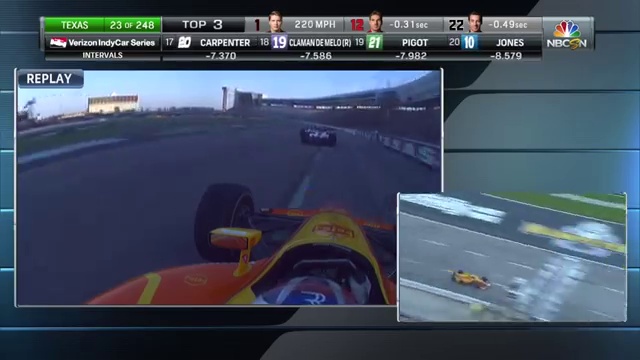 TEXAS 23 OF 248 TOP 3 1 220 MPH 12 -0.31sec 22 -0.49sec
Verizon IndyCar Series 17 20 CARPENTER 18 19 CLAMAN DE MELO (R) 19 21 PIGOT 20 10 JONES NBCSN
INTERVALS -7.370 -7.586 -7.982 -8.579
REPLAY